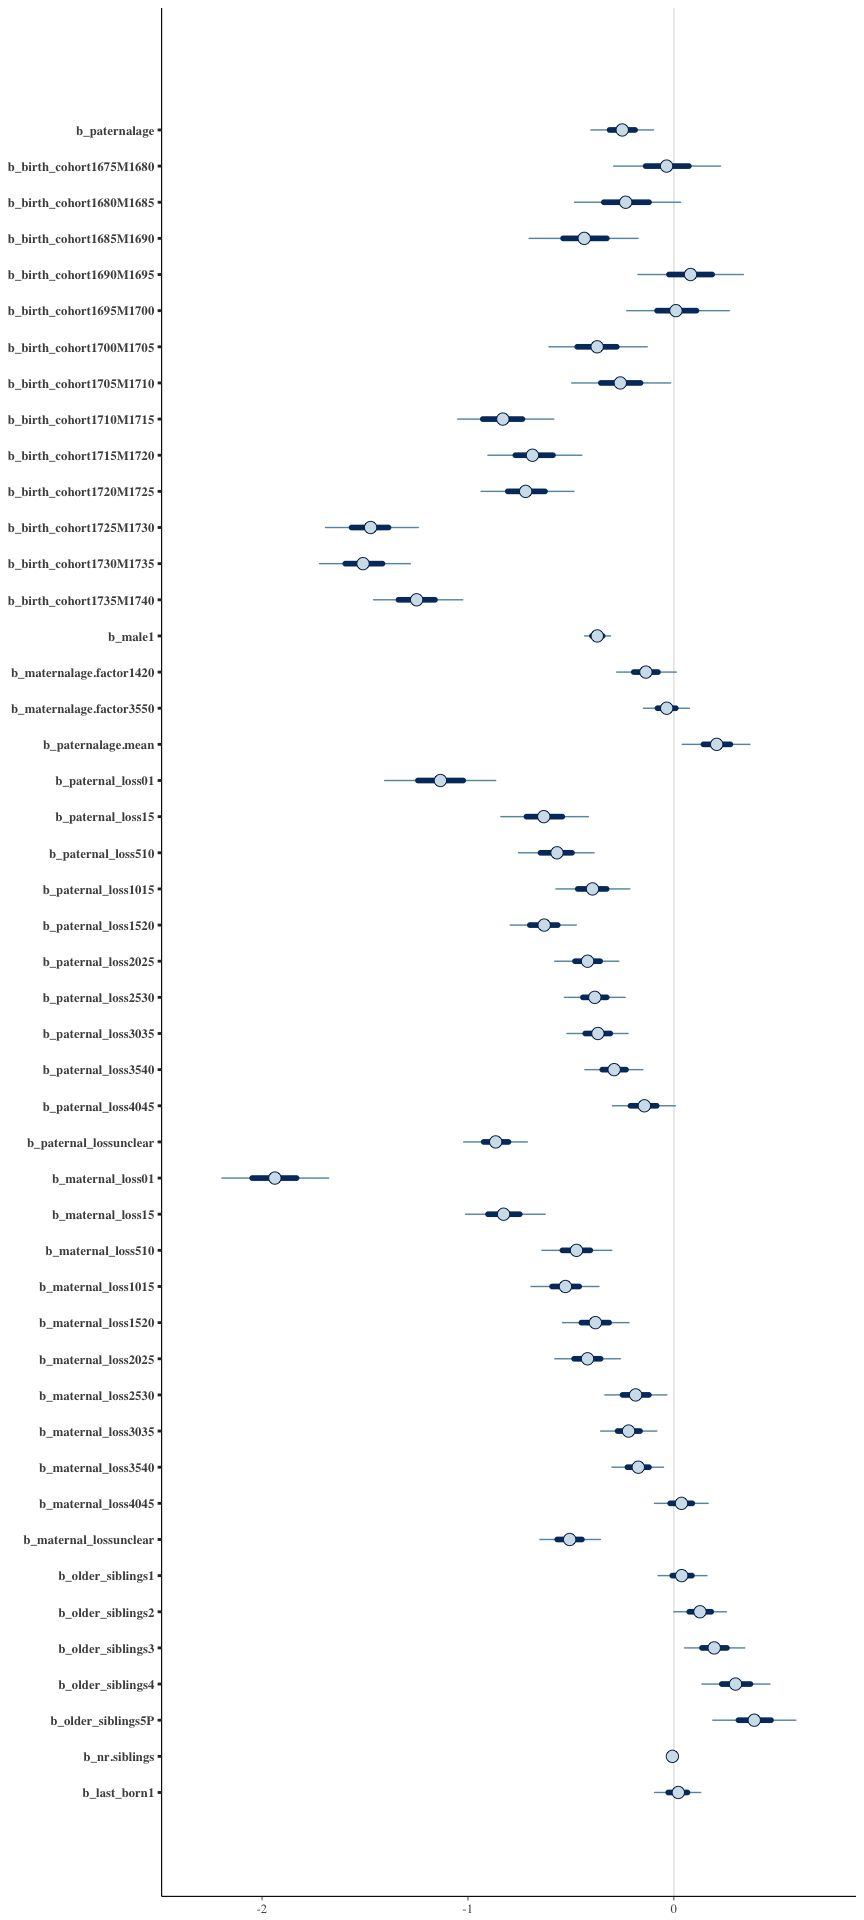 b_paternalage
b_birth_cohort1675M1680
b_birth_cohort1680M1685
b_birth_cohort1685M1690
b_birth_cohort1690M1695
b_birth_cohort1695M1700
b_birth_cohort1700M1705
b_birth_cohort1705M1710
b_birth_cohort1710M1715
b_birth_cohort1715M1720
b_birth_cohort1720M1725
b_birth_cohort1725M1730
b_birth_cohort1730M1735
b_birth_cohort1735M1740
b_male1
b_maternalage.factor1420
b_maternalage.factor3550
b_paternalage.mean
b_paternal_loss01
b_paternal_loss15
b_paternal_loss510
b_paternal_loss1015
b_paternal_loss1520
b_paternal_loss2025
b_paternal_loss2530
b_paternal_loss3035
b_paternal_loss3540
b_paternal_loss4045
b_paternal_lossunclear
b_maternal_loss01
b_maternal_loss15
b_maternal_loss510
b_maternal_loss1015
b_maternal_loss1520
b_maternal_loss2025
b_maternal_loss2530
b_maternal_loss3035
b_maternal_loss3540
b_maternal_loss4045
b_maternal_lossunclear
b_older_siblings1
b_older_siblings2
b_older_siblings3
b_older_siblings4
b_older_siblings5P
b_nr.siblings
b_last_born1
-2 -1 0